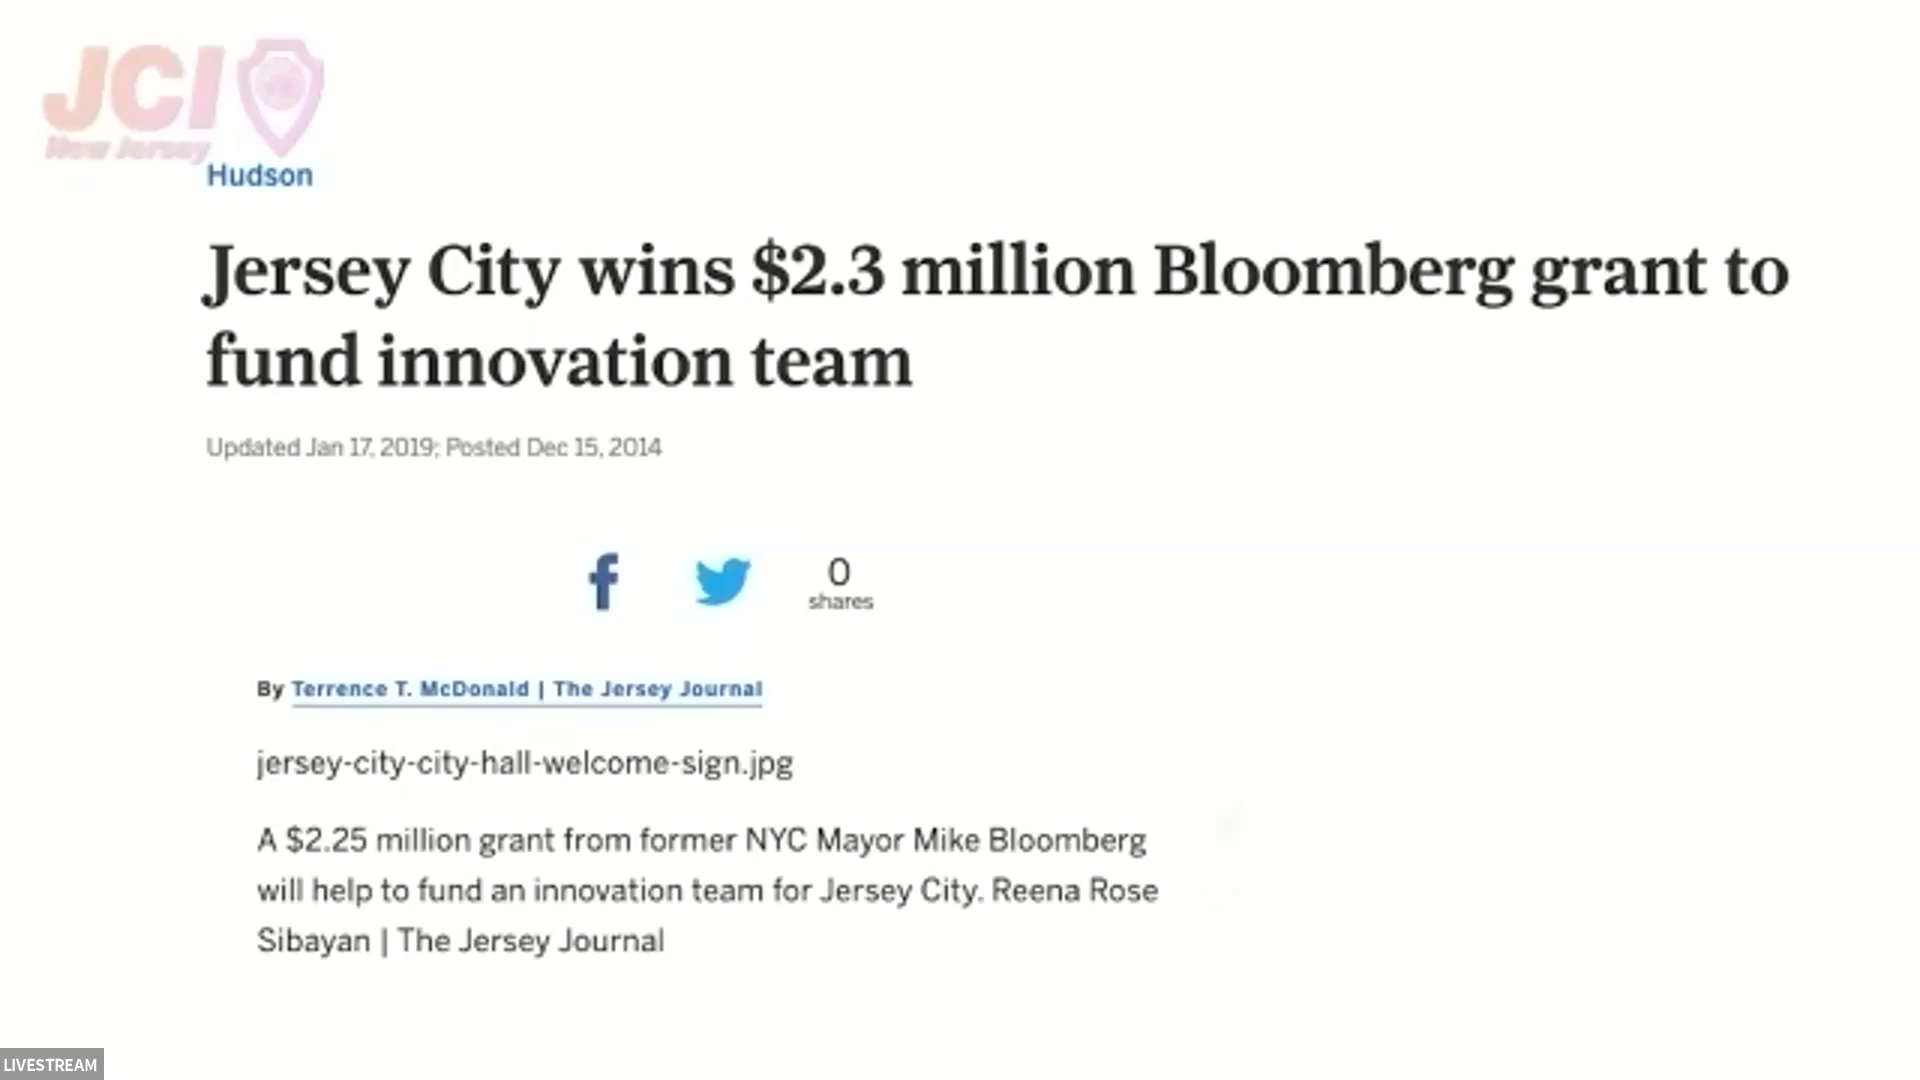 JCI
New Jersey
Hudson
Jersey City wins $2.3 million Bloomberg grant to
fund innovation team
Updated Jan 17, 2019; Posted Dec 15, 2014
0
shares
By Terrence T. McDonald | The Jersey Journal
jersey-city-city-hall-welcome-sign.jpg
A $2.25 million grant from former NYC Mayor Mike Bloomberg
will help to fund an innovation team for Jersey City. Reena Rose
Sibayan | The Jersey Journal
LIVESTREAM